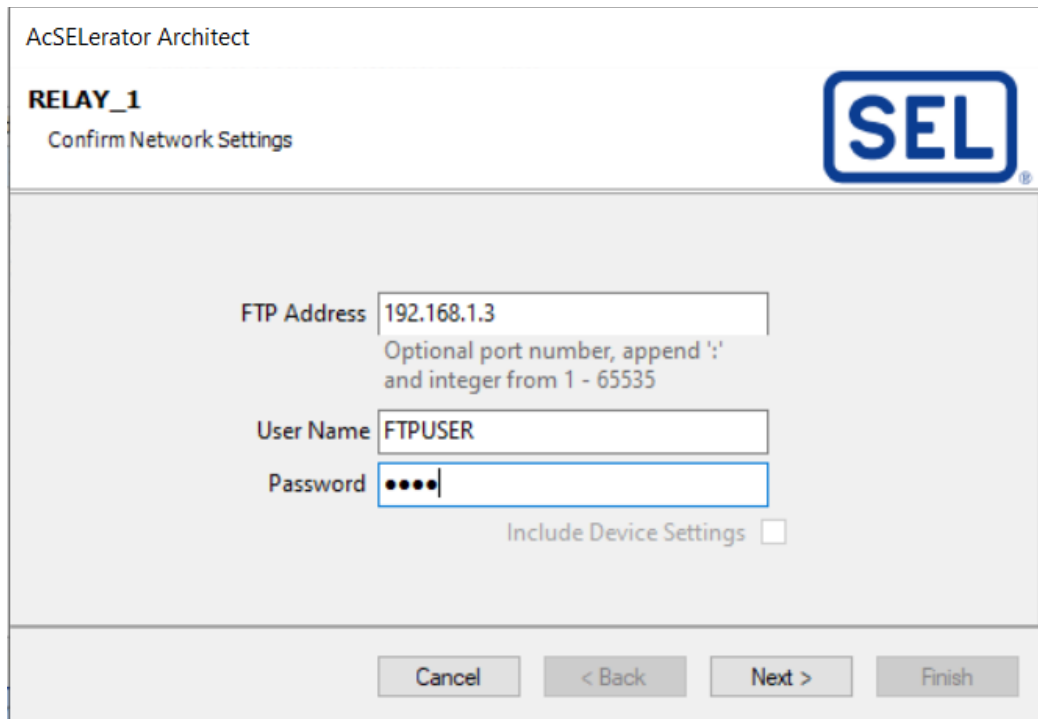 AcSELerator Architect
RELAY_1
Confirm Network Settings
SEL®
FTP Address 192.168.1.3
Optional port number, append ':'
and integer from 1 - 65535
User Name FTPUSER
Password ••••
Include Device Settings
Cancel < Back Next > Finish